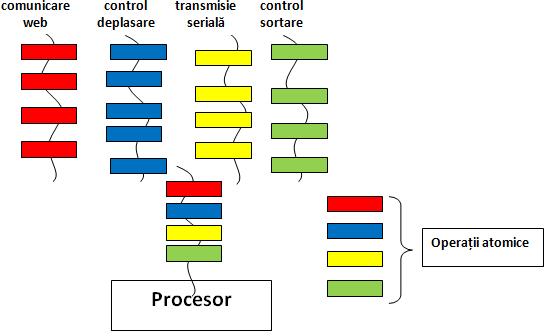 comunicare
web
control
deplasare
transmisie
serială
control
sortare
Operații atomice
Procesor